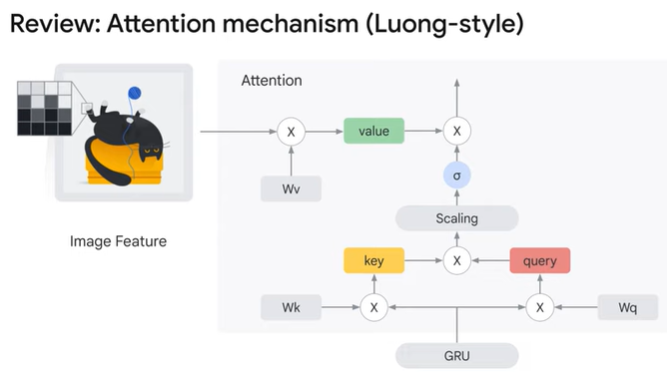 Review: Attention mechanism (Luong-style)
Attention
X
value
X
Wv
σ
Scaling
Image Feature
key
X
query
Wk
X
X
Wq
GRU